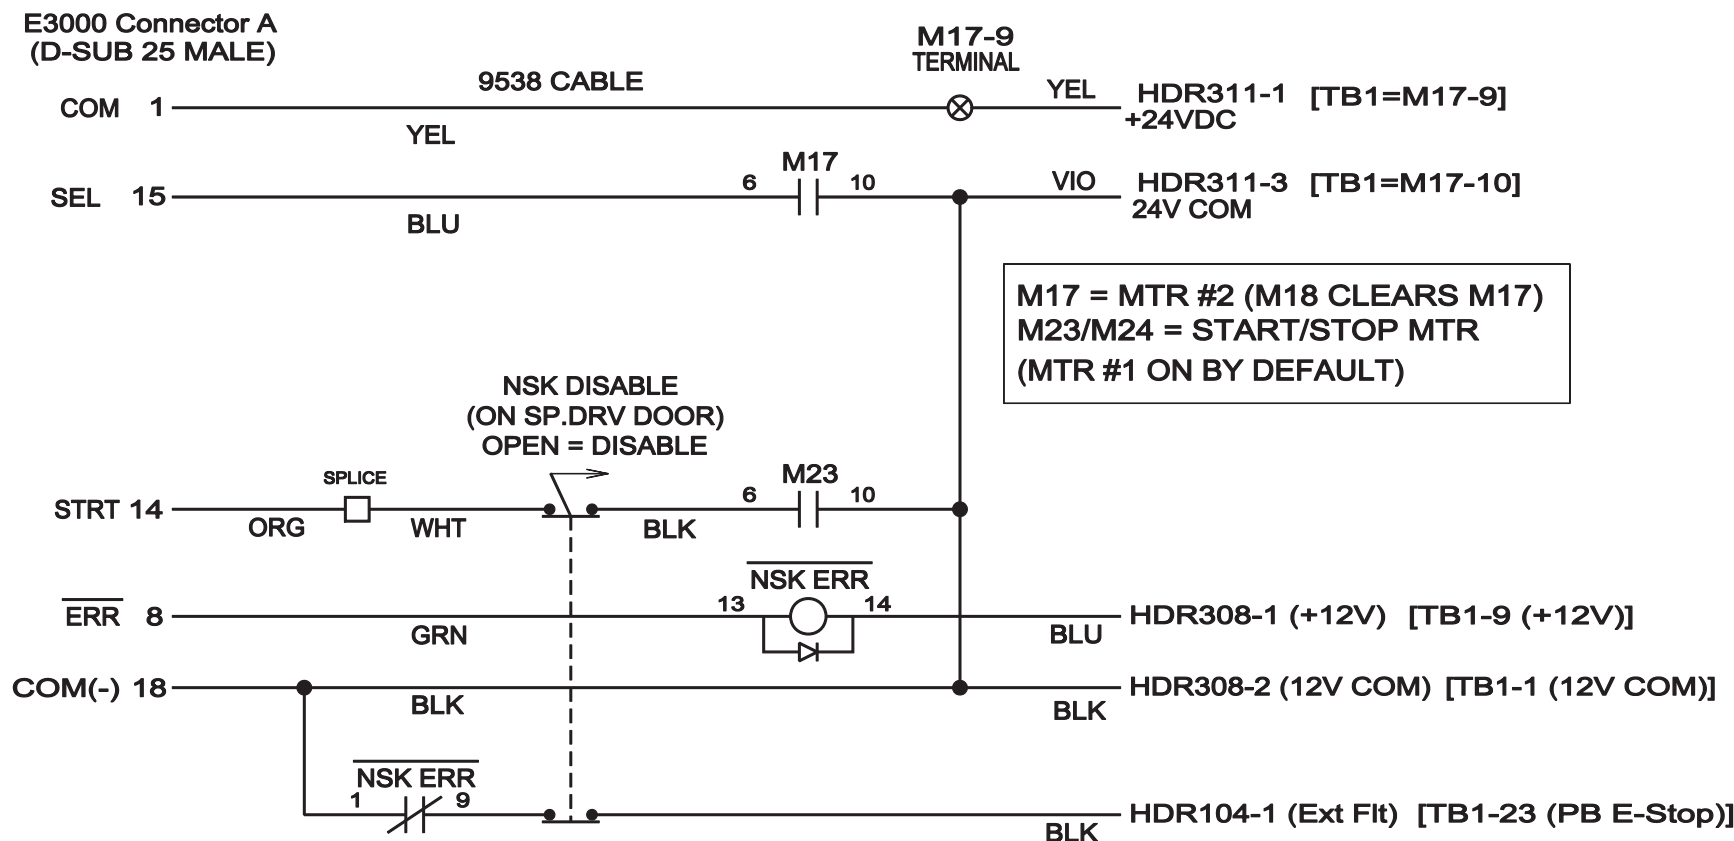 E3000 Connector A
(D-SUB 25 MALE)
M17-9
TERMINAL
9538 CABLE
COM 1
YEL
YEL
HDR311-1 [TB1=M17-9]
+24VDC
M17
SEL 15
BLU
6
10
VIO
HDR311-3 [TB1=M17-10]
24V COM
M17 = MTR #2 (M18 CLEARS M17)
M23/M24 = START/STOP MTR
(MTR #1 ON BY DEFAULT)
NSK DISABLE
(ON SP.DRV DOOR)
OPEN = DISABLE
SPLICE
M23
STRT 14
ORG
WHT
BLK
6
10
NSK ERR
ERR 8
GRN
13
14
BLU
HDR308-1 (+12V) [TB1-9 (+12V)]
COM(-) 18
BLK
BLK
HDR308-2 (12V COM) [TB1-1 (12V COM)]
NSK ERR
1
9
BLK
HDR104-1 (Ext Flt) [TB1-23 (PB E-Stop)]